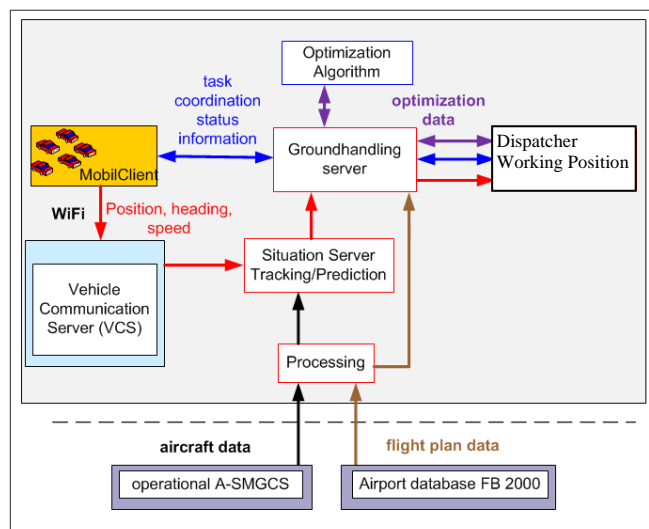 Optimization
Algorithm
task
coordination
status
information
optimization
data
MobilClient
Groundhandling
server
Dispatcher
Working Position
WiFi
Position, heading,
speed
Situation Server
Tracking/Prediction
Vehicle
Communication
Server (VCS)
Processing
aircraft data
flight plan data
operational A-SMGCS
Airport database FB 2000